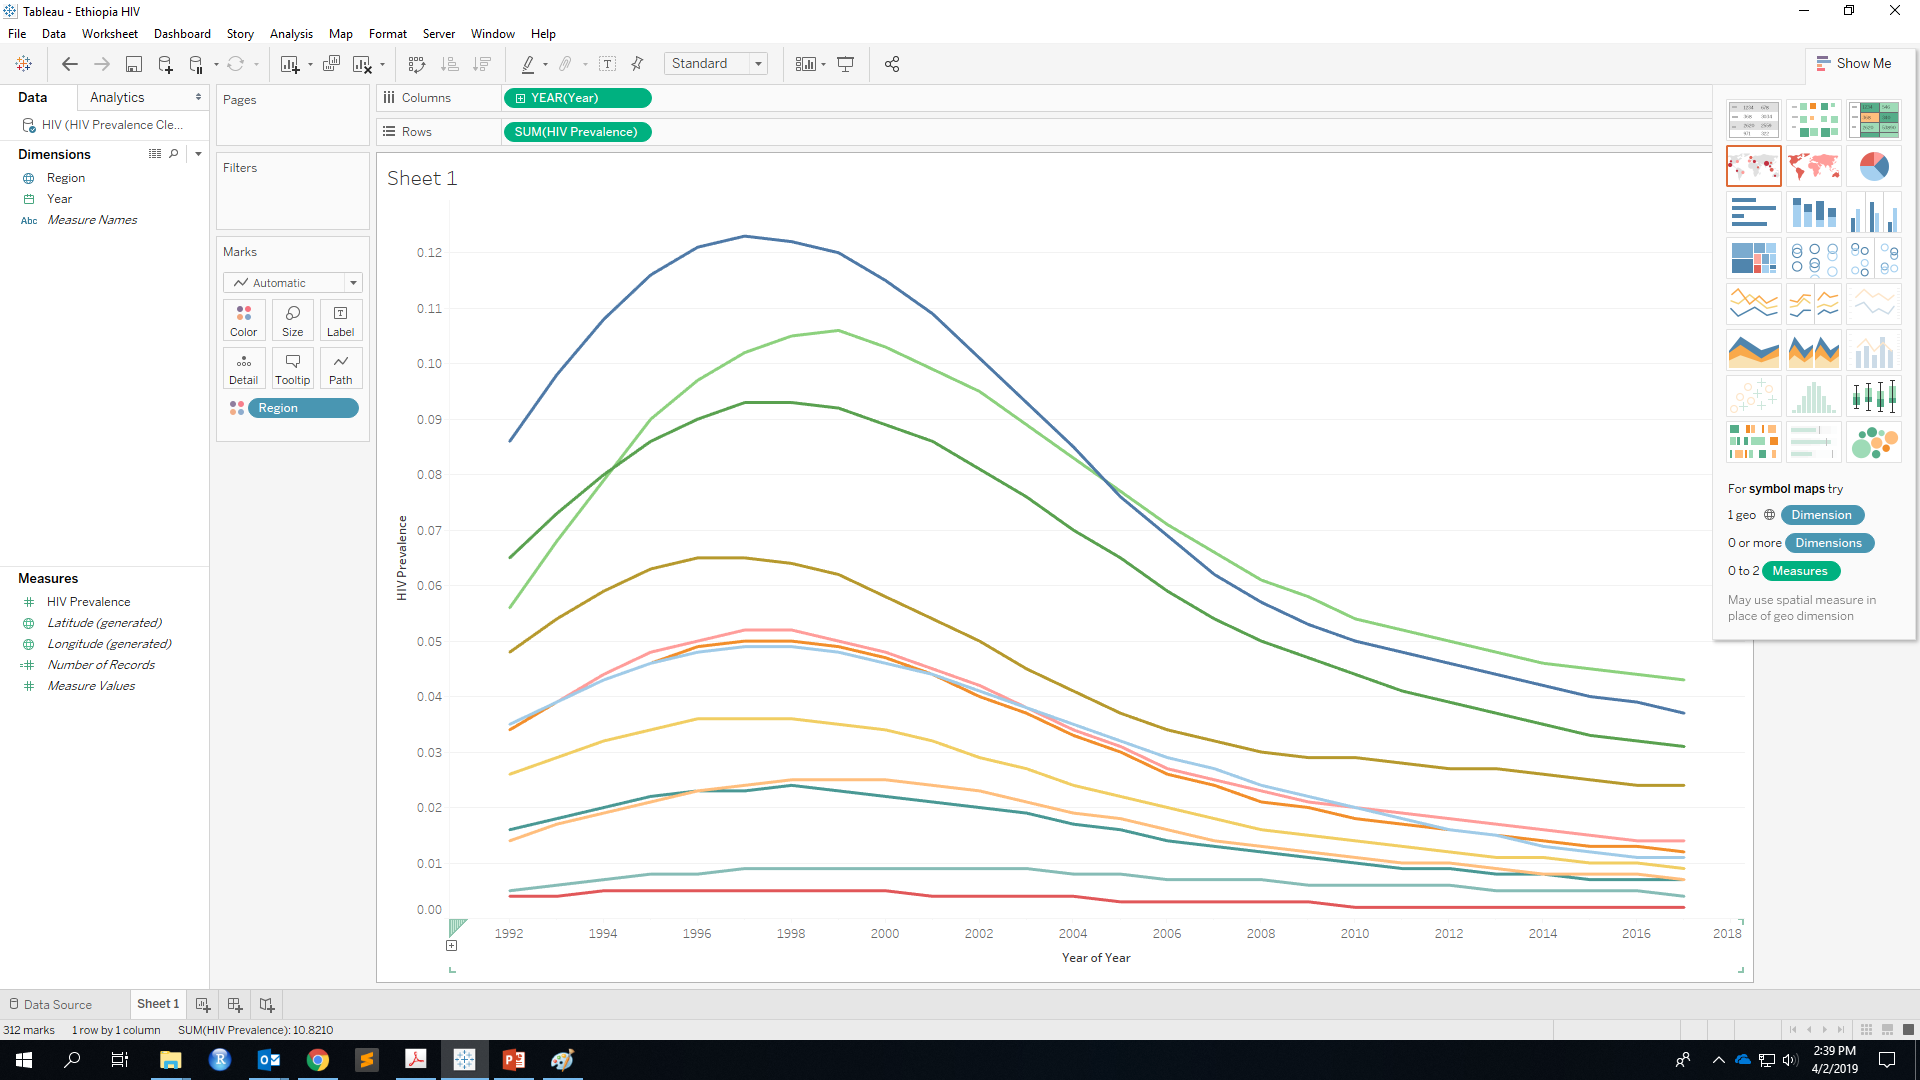 Tableau - Ethiopia HIV
File Data Worksheet Dashboard Story Analysis Map Format Server Window Help
Standard
Show Me
Data Analytics
HIV (HIV Prevalence Cle...
Dimensions
Region
Year
Abc Measure Names
Measures
HIV Prevalence
Latitude (generated)
Longitude (generated)
Number of Records
Measure Values
Pages
Filters
Marks
Automatic
Color Size Label
Detail Tooltip Path
Region
Columns YEAR(Year)
Rows SUM(HIV Prevalence)
Sheet 1
HIV Prevalence
0.12
0.11
0.10
0.09
0.08
0.07
0.06
0.05
0.04
0.03
0.02
0.01
0.00
1992 1994 1996 1998 2000 2002 2004 2006 2008 2010 2012 2014 2016 2018
Year of Year
For symbol maps try
1 geo Dimension
0 or more Dimensions
0 to 2 Measures
May use spatial measure in
place of geo dimension
Data Source Sheet 1
312 marks 1 row by 1 column SUM(HIV Prevalence): 10.8210
2:39 PM
4/2/2019